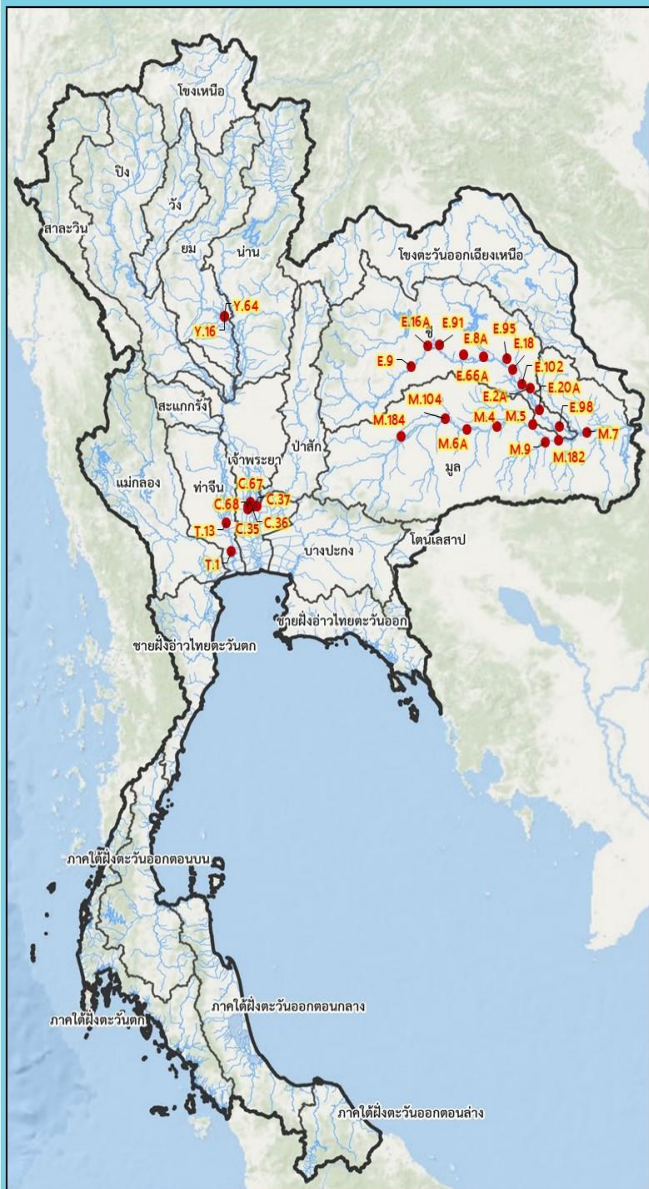 โขงเหนือ
ปิง
วัง
สาละวิน
ยม
น่าน
โขงตะวันออกเฉียงเหนือ
Y.64
Y.16
E.16A
ชี
E.91
E.8A
E.95
E.18
E.9
E.66A
E.102
E.2A
E.20A
M.104
M.184
M.4
M.5
E.98
M.6A
M.7
M.9
M.182
สะแกกรัง
ป่าสัก
เจ้าพระยา
มูล
แม่กลอง
ท่าจีน
C.67
C.68
C.37
C.36
C.35
T.13
T.1
บางปะกง
โตนเลสาป
ชายฝั่งอ่าวไทยตะวันออก
ชายฝั่งอ่าวไทยตะวันตก
ภาคใต้ฝั่งตะวันออกตอนบน
ภาคใต้ฝั่งตะวันออกตอนกลาง
ภาคใต้ฝั่งตะวันตก
ภาคใต้ฝั่งตะวันออกตอนล่าง